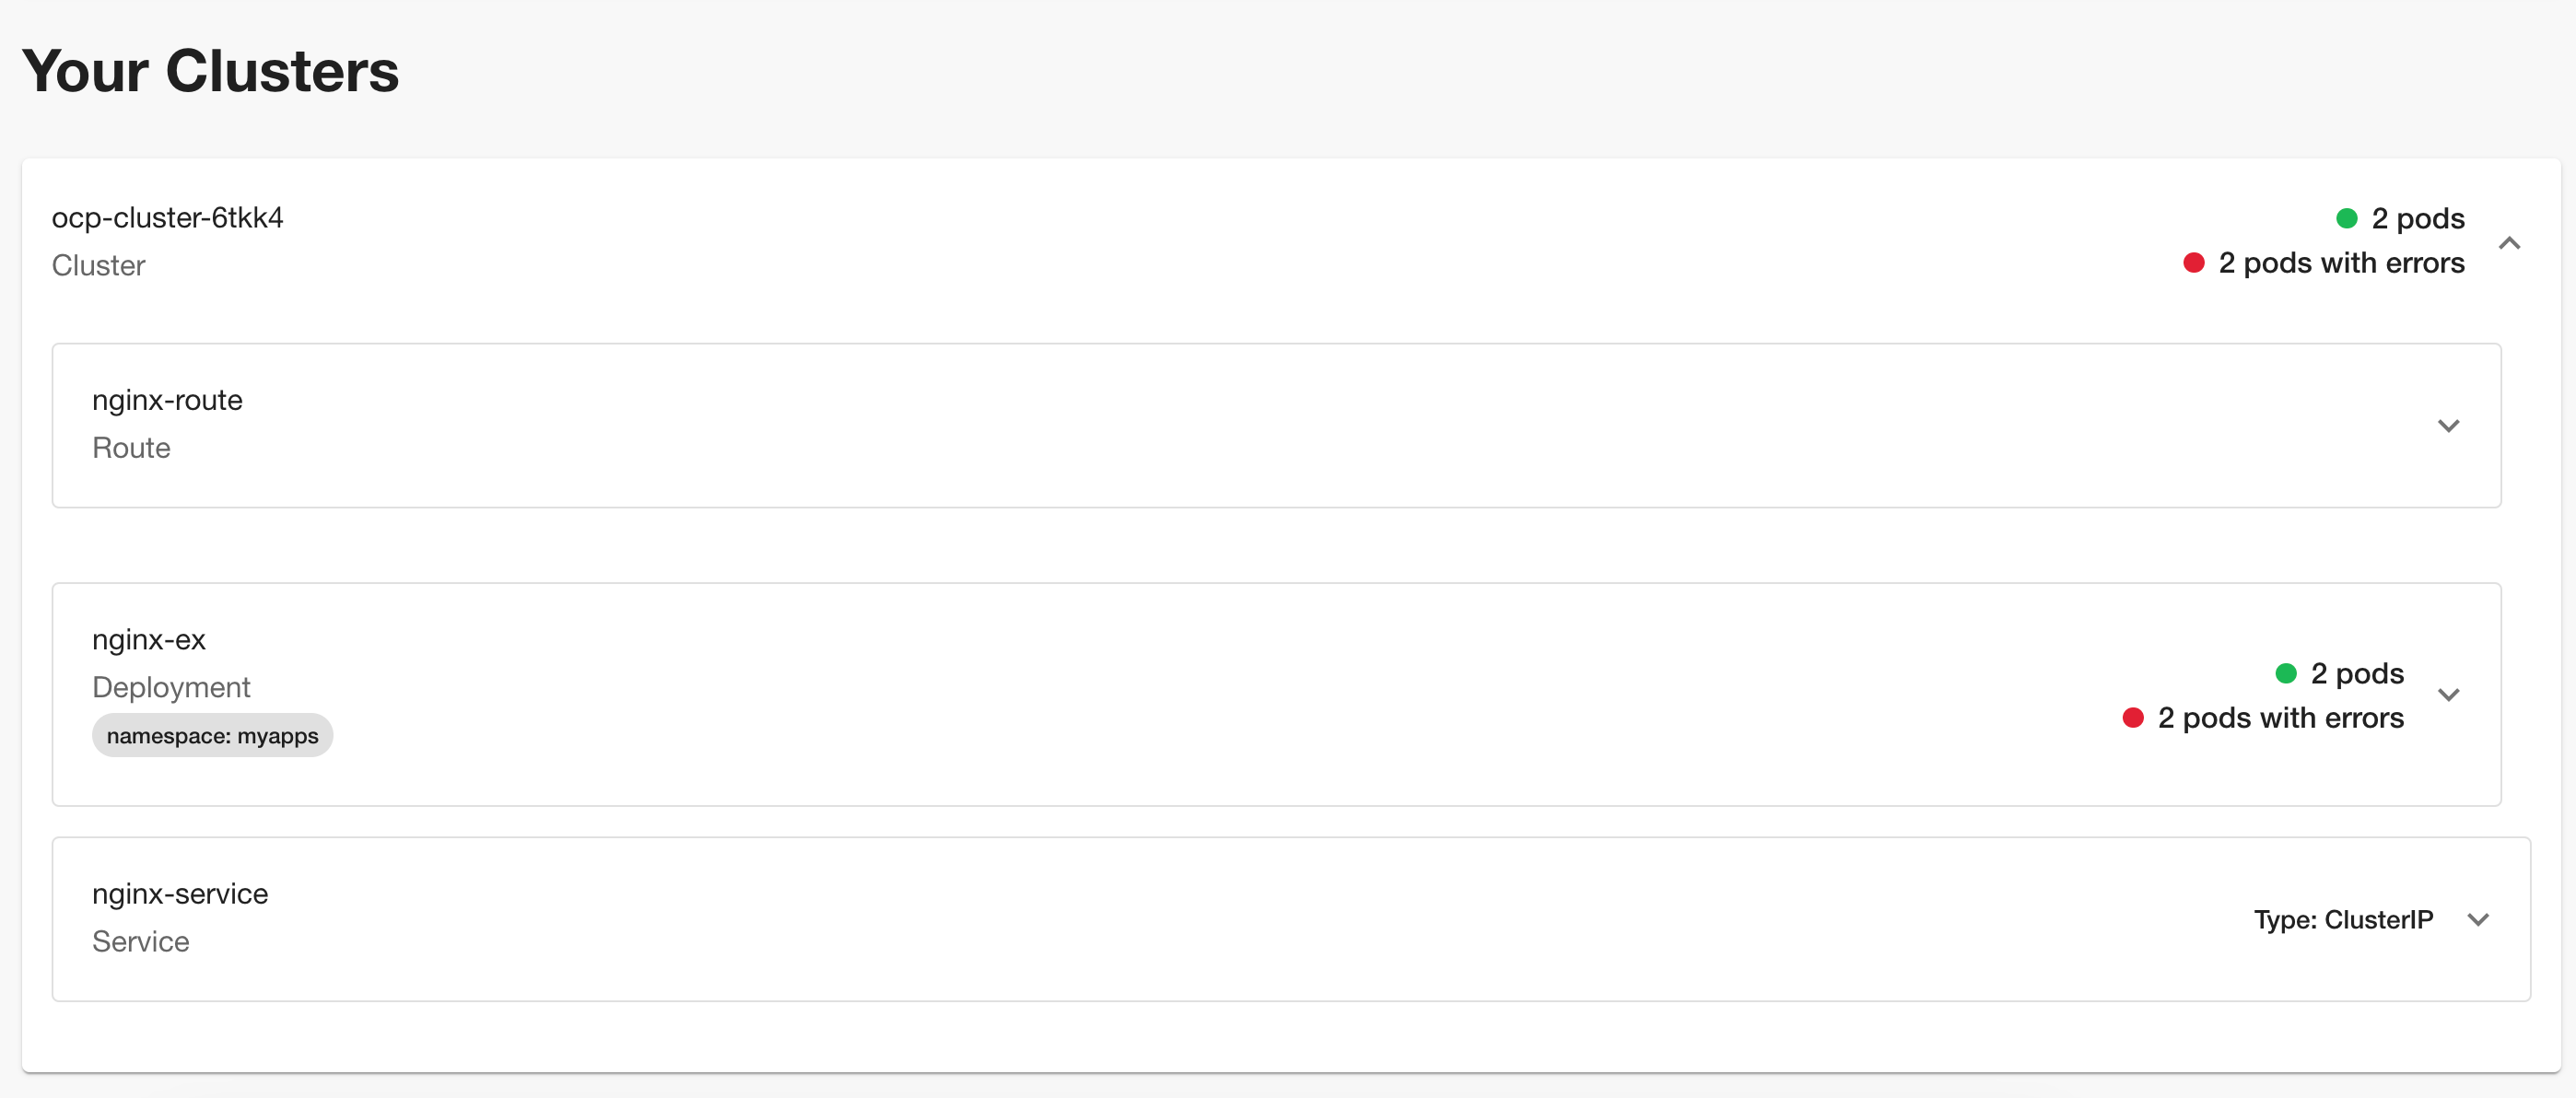 Your Clusters
ocp-cluster-6tkk4
Cluster
2 pods
2 pods with errors
nginx-route
Route
nginx-ex
Deployment
namespace: myapps
2 pods
2 pods with errors
nginx-service
Service
Type: ClusterIP